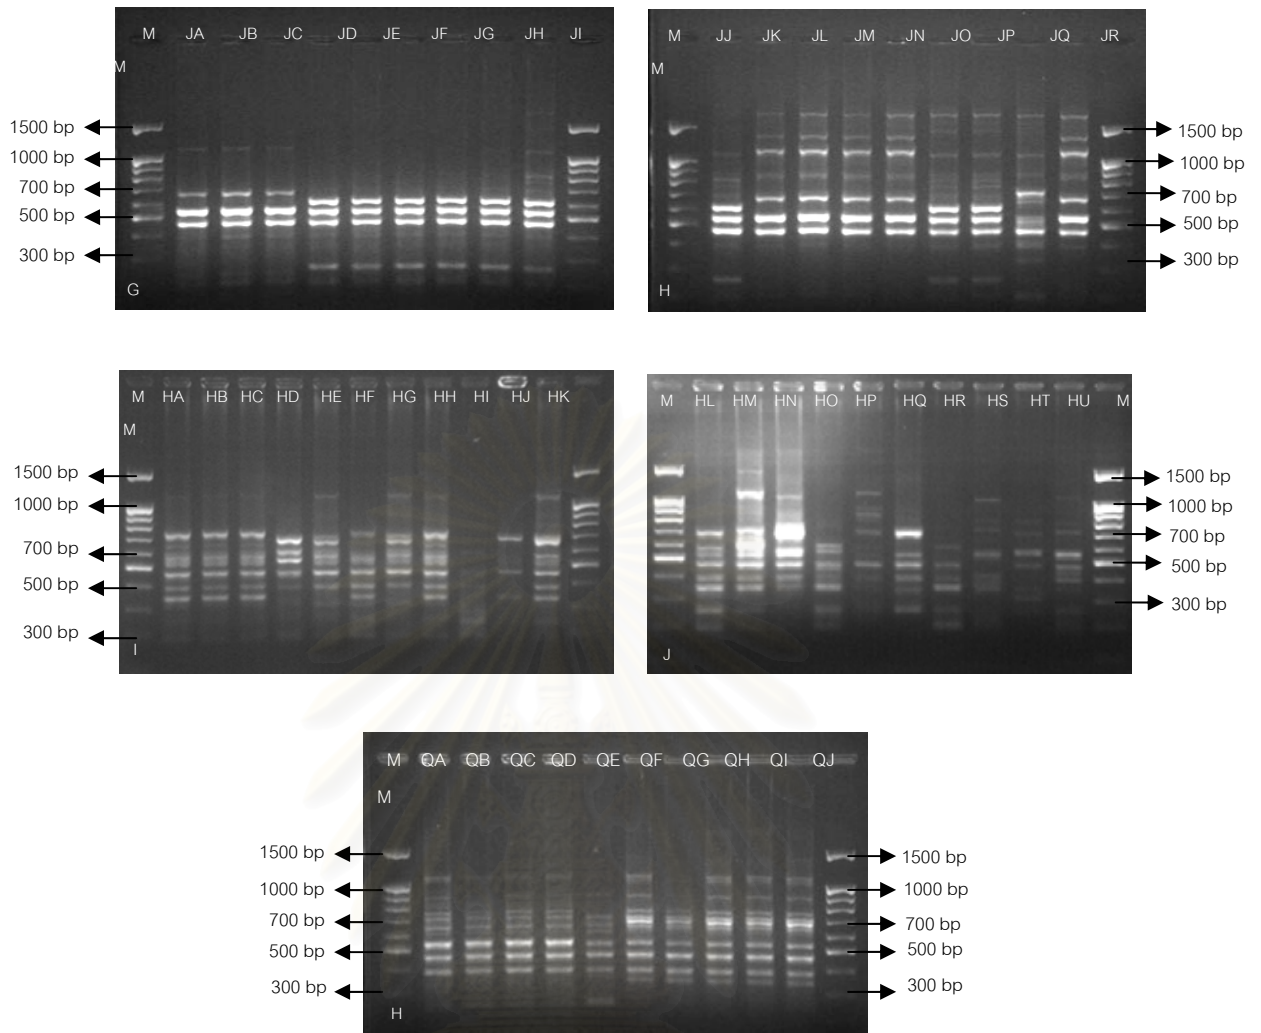 M JA JB JC JD JE JF JG JH JI
M
1500 bp
1000 bp
700 bp
500 bp
300 bp
G
M JJ JK JL JM JN JO JP JQ JR
M
1500 bp
1000 bp
700 bp
500 bp
300 bp
H
M HA HB HC HD HE HF HG HH HI HJ HK
M
1500 bp
1000 bp
700 bp
500 bp
300 bp
I
M HL HM HN HO HP HQ HR HS HT HU M
1500 bp
1000 bp
700 bp
500 bp
300 bp
J
M QA QB QC QD QE QF QG QH QI QJ
M
1500 bp 1500 bp
1000 bp 1000 bp
700 bp 700 bp
500 bp 500 bp
300 bp 300 bp
H